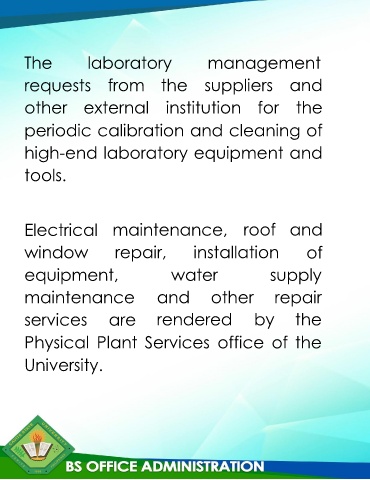 The laboratory management
requests from the suppliers and
other external institution for the
periodic calibration and cleaning of
high-end laboratory equipment and
tools.
Electrical maintenance, roof and
window repair, installation of
equipment, water supply
maintenance and other repair
services are rendered by the
Physical Plant Services office of the
University.
BS OFFICE ADMINISTRATION